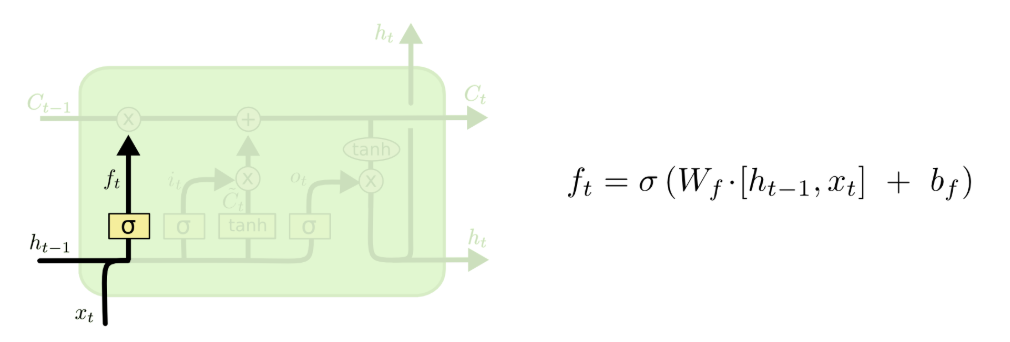 h_t
C_{t-1}
C_t
x
+
tanh
f_t
i_t
x
o_t
x
C̃_t
σ
σ
tanh
σ
h_{t-1}
h_t
x_t
f_t = σ (W_f · [h_{t-1}, x_t] + b_f)